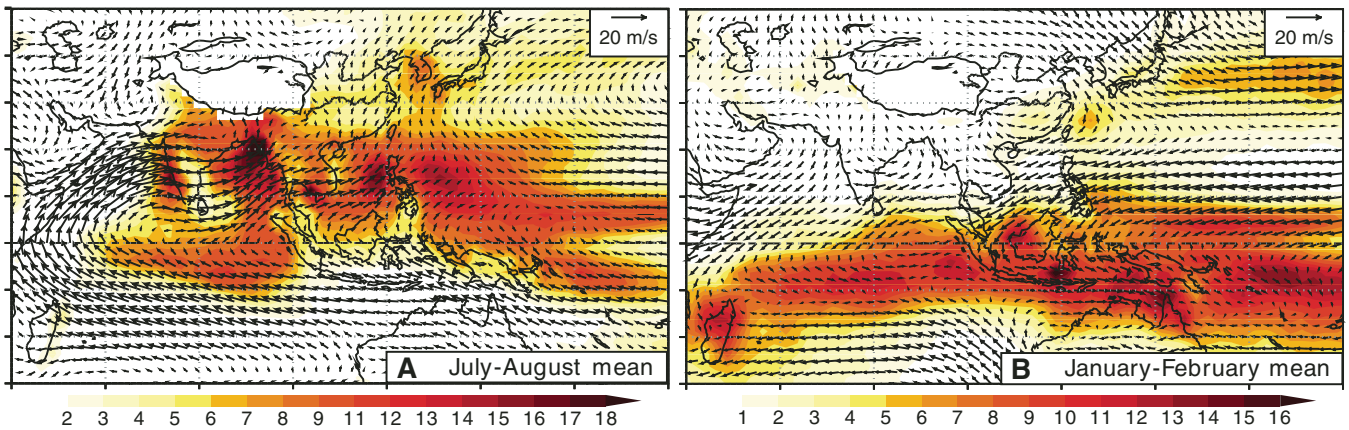 20 m/s
A July-August mean
2 3 4 5 6 7 8 9 11 12 13 14 15 16 17 18
20 m/s
B January-February mean
1 2 3 4 5 6 7 8 9 10 11 12 13 14 15 16